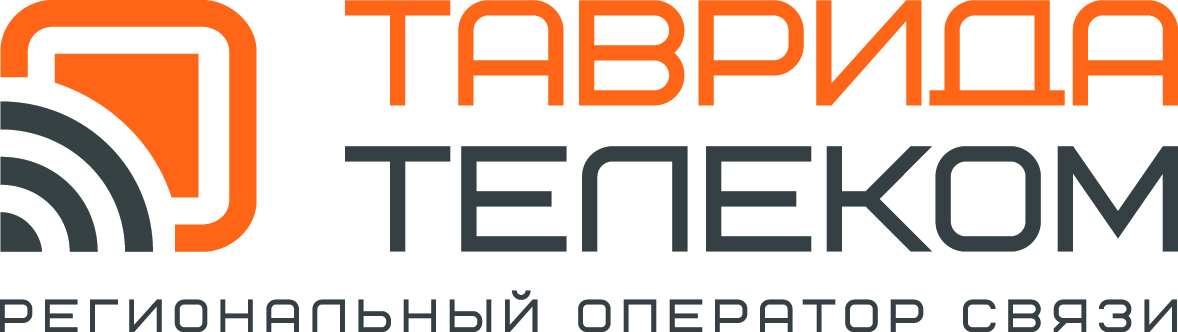 ТАВРИДА
ТЕЛЕКОМ
РЕГИОНАЛЬНЫЙ ОПЕРАТОР СВЯЗИ